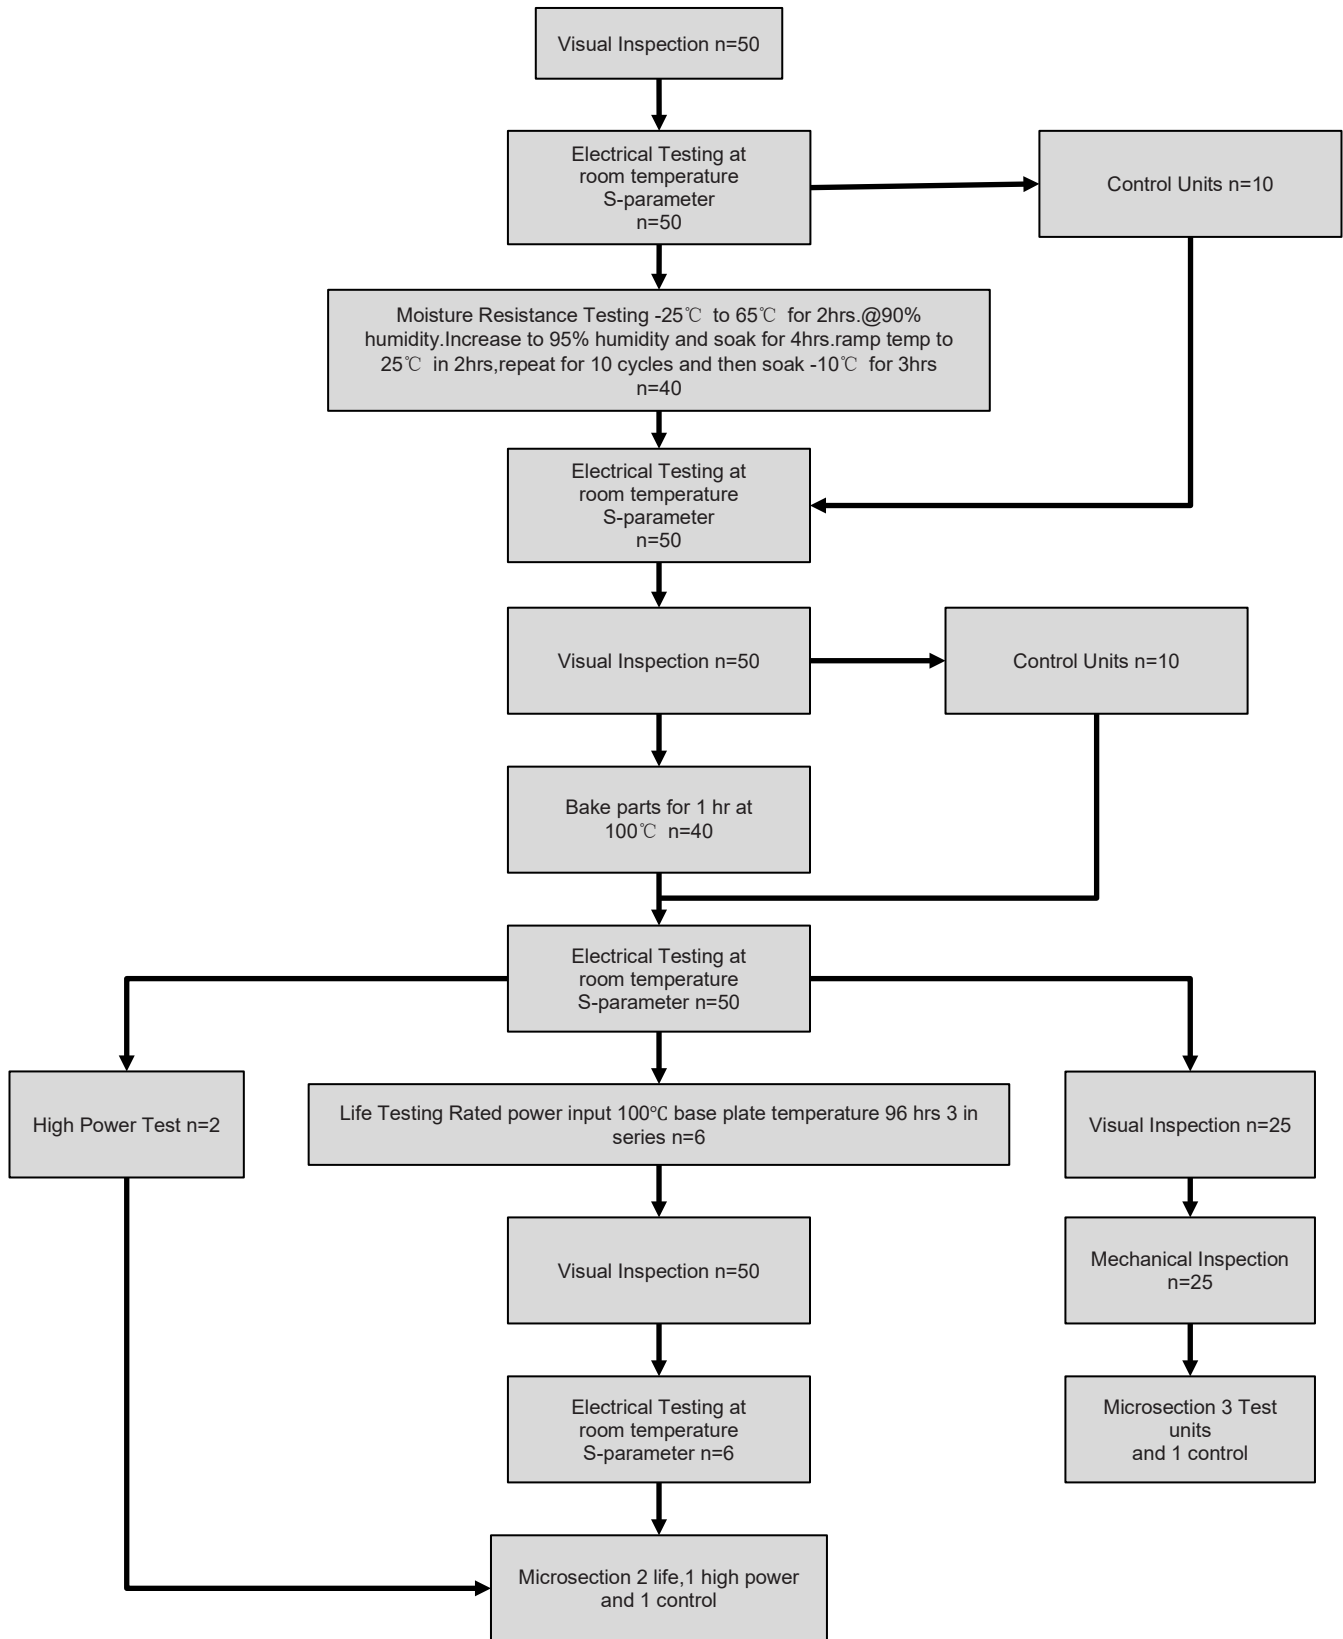 Visual Inspection n=50
Electrical Testing at
room temperature
S-parameter
n=50
Control Units n=10
Moisture Resistance Testing -25℃ to 65℃ for 2hrs.@90%
humidity.Increase to 95% humidity and soak for 4hrs.ramp temp to
25℃ in 2hrs,repeat for 10 cycles and then soak -10℃ for 3hrs
n=40
Electrical Testing at
room temperature
S-parameter
n=50
Visual Inspection n=50
Control Units n=10
Bake parts for 1 hr at
100℃ n=40
Electrical Testing at
room temperature
S-parameter n=50
High Power Test n=2
Life Testing Rated power input 100℃ base plate temperature 96 hrs 3 in
series n=6
Visual Inspection n=25
Visual Inspection n=50
Mechanical Inspection
n=25
Electrical Testing at
room temperature
S-parameter n=6
Microsection 3 Test
units
and 1 control
Microsection 2 life,1 high power
and 1 control